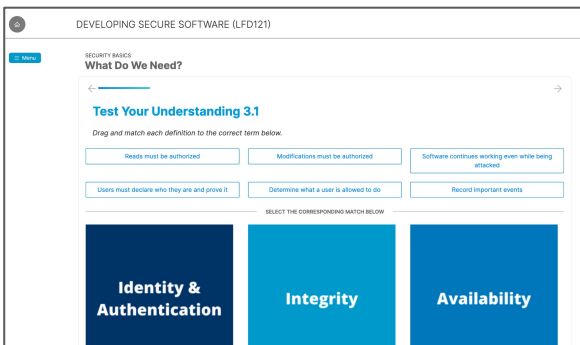 DEVELOPING SECURE SOFTWARE (LFD121)
Menu
SECURITY BASICS
What Do We Need?
Test Your Understanding 3.1
Drag and match each definition to the correct term below.
Reads must be authorized
Modifications must be authorized
Software continues working even while being
attacked
Users must declare who they are and prove it
Determine what a user is allowed to do
Record important events
SELECT THE CORRESPONDING MATCH BELOW
Identity &
Authentication
Integrity
Availability